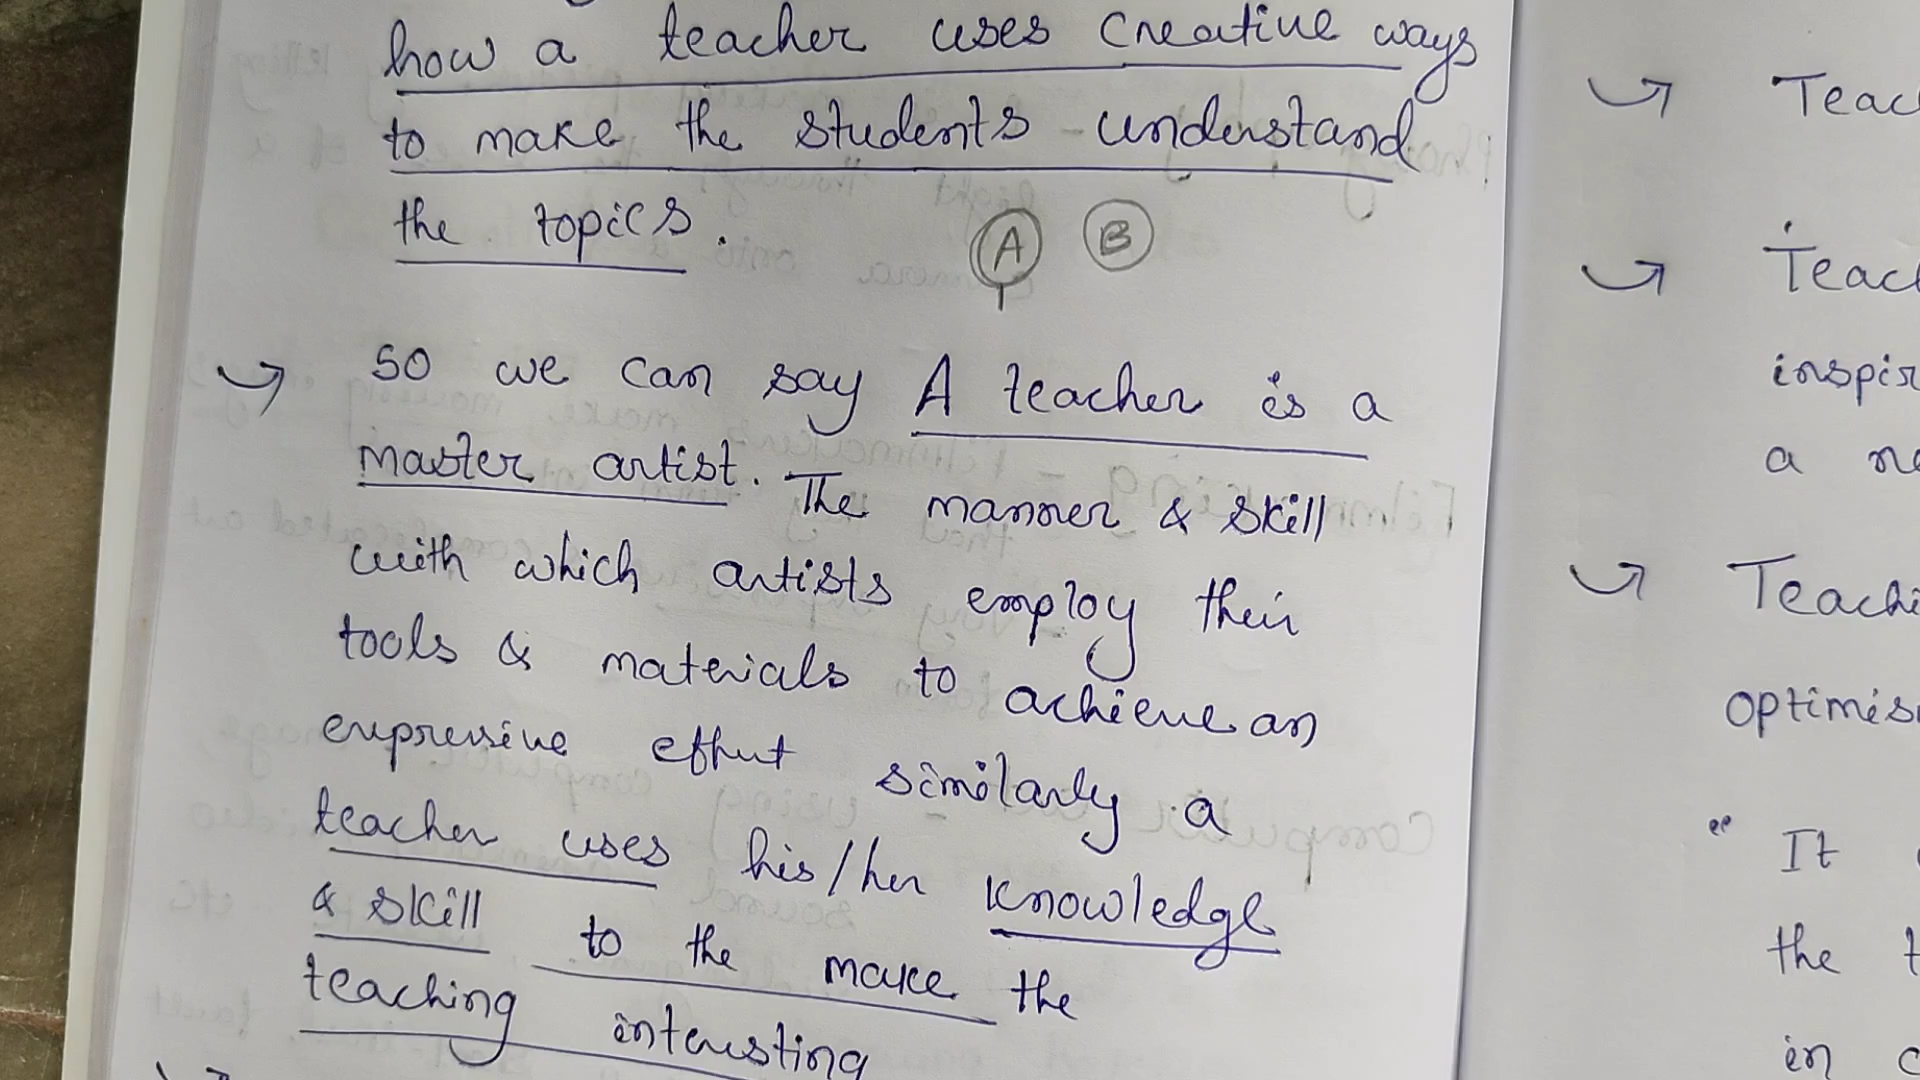 how a teacher uses creative ways
to make the students understand
the topics.
A B
so we can say A teacher is a
master artist. The manner & skill
with which artists employ their
tools & materials to achieve an
expressive effect similarly a
teacher uses his/her knowledge
& skill to the make the
teaching interesting
Teac
Teac
inspir
a
Teachi
optimis
" It
the t
in c